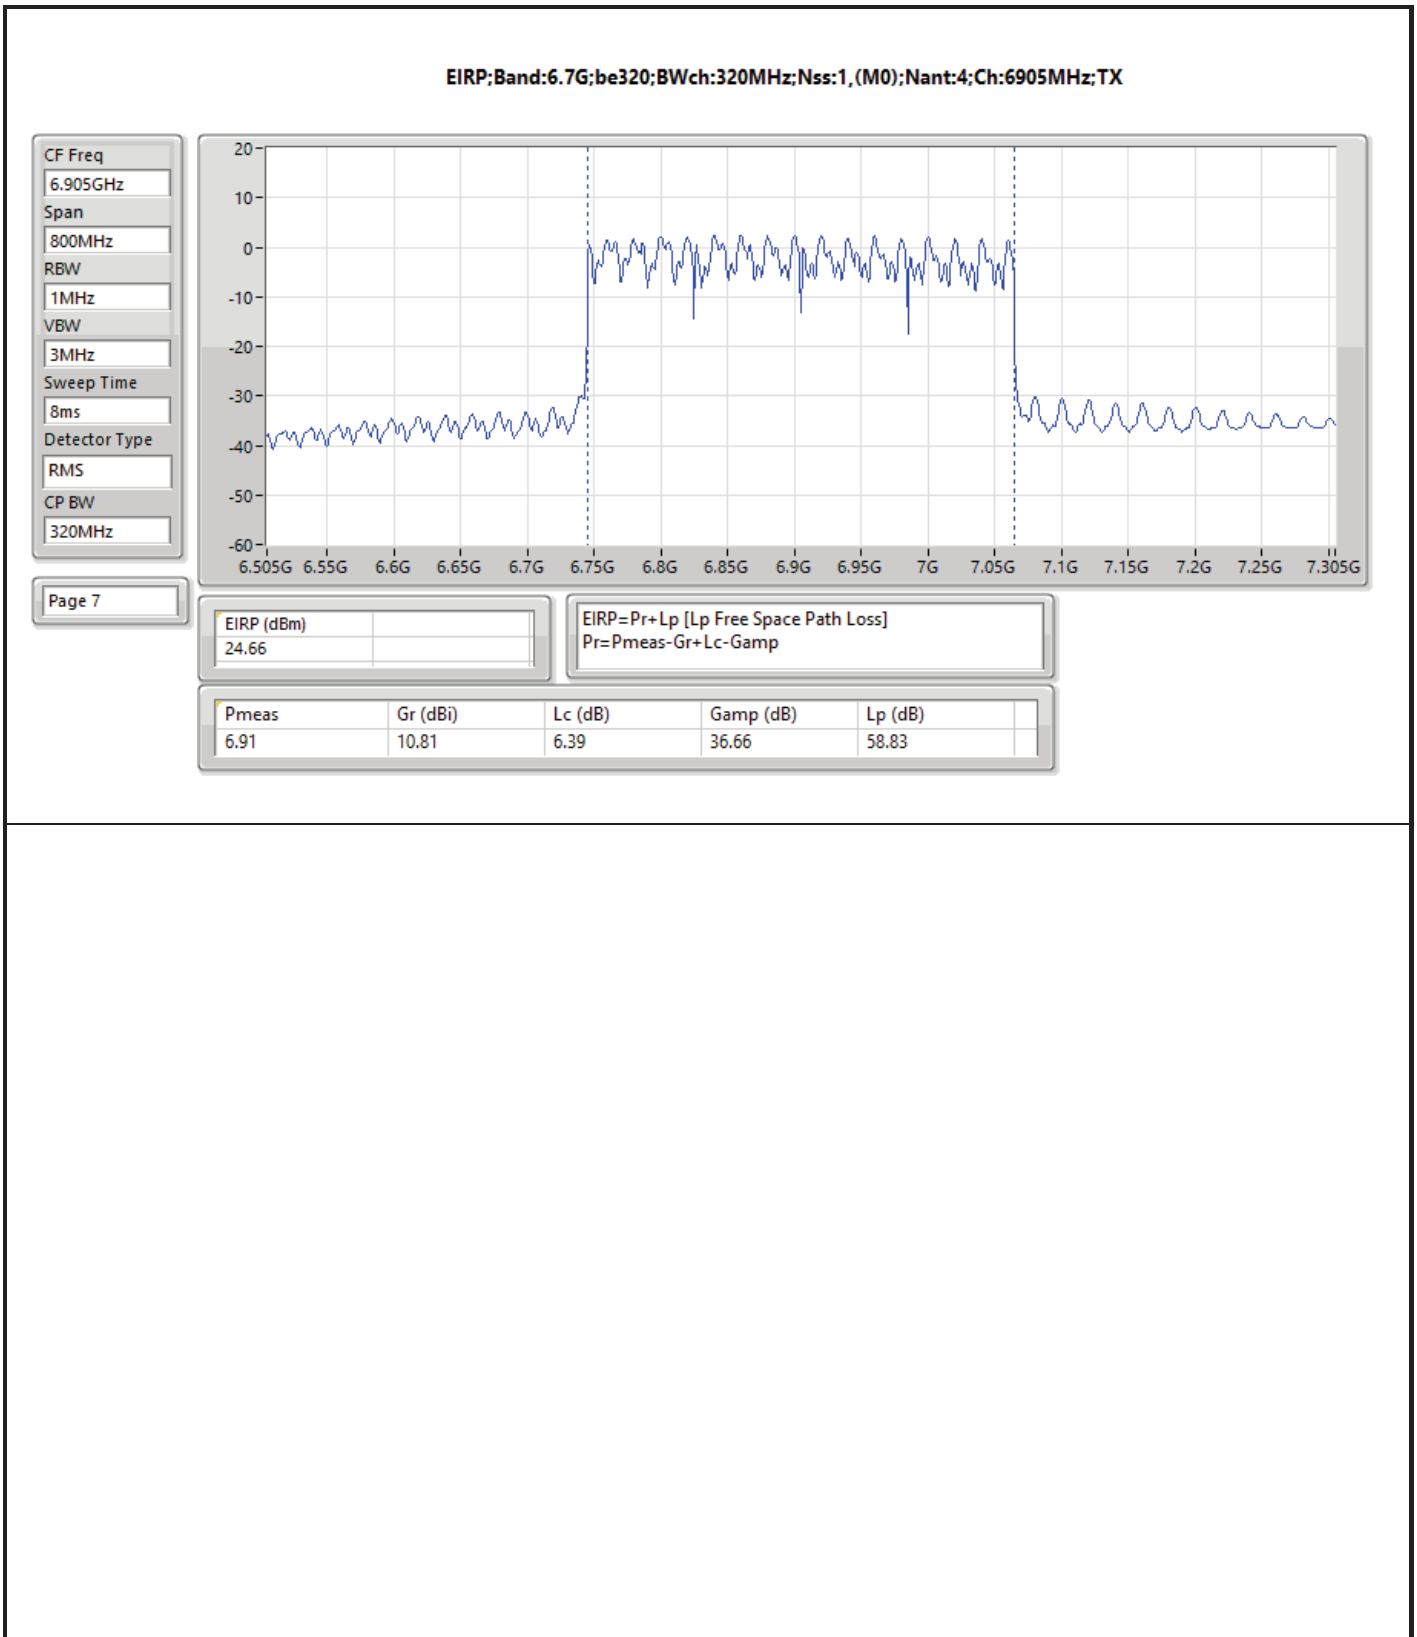 EIRP;Band:6.7G;be320;BWch:320MHz;Nss:1,(M0);Nant:4;Ch:6905MHz;TX
CF Freq
6.905GHz
Span
800MHz
RBW
1MHz
VBW
3MHz
Sweep Time
8ms
Detector Type
RMS
CP BW
320MHz
Page 7
20
10
0
-10
-20
-30
-40
-50
-60
6.505G 6.55G 6.6G 6.65G 6.7G 6.75G 6.8G 6.85G 6.9G 6.95G 7G 7.05G 7.1G 7.15G 7.2G 7.25G 7.305G
EIRP (dBm)
24.66
EIRP=Pr+Lp [Lp Free Space Path Loss]
Pr=Pmeas-Gr+Lc-Gamp
Pmeas Gr (dBi) Lc (dB) Gamp (dB) Lp (dB)
6.91 10.81 6.39 36.66 58.83